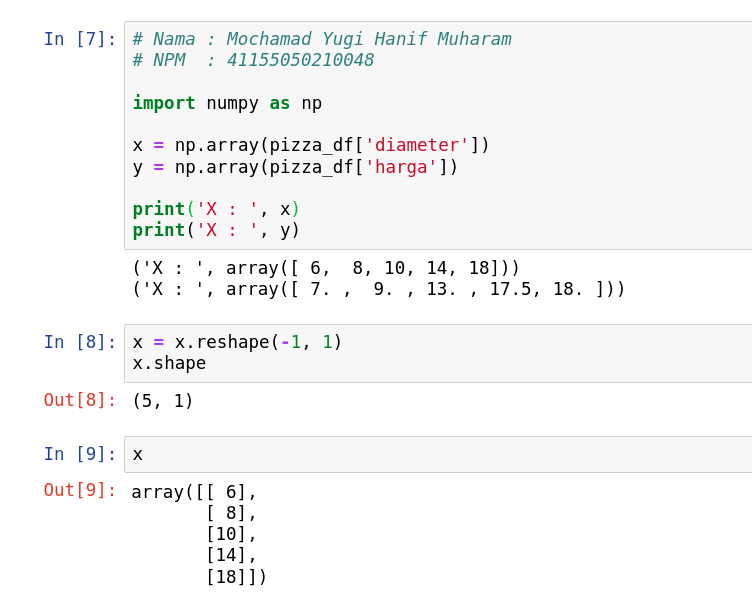 In [7]: # Nama : Mochamad Yugi Hanif Muharam
# NPM  : 41155050210048
import numpy as np
x = np.array(pizza_df['diameter'])
y = np.array(pizza_df['harga'])
print('X : ', x)
print('X : ', y)
('X : ', array([ 6,  8, 10, 14, 18]))
('X : ', array([ 7. ,  9. , 13. , 17.5, 18. ]))
In [8]: x = x.reshape(-1, 1)
x.shape
Out[8]: (5, 1)
In [9]: x
Out[9]: array([[ 6],
       [ 8],
       [10],
       [14],
       [18]])